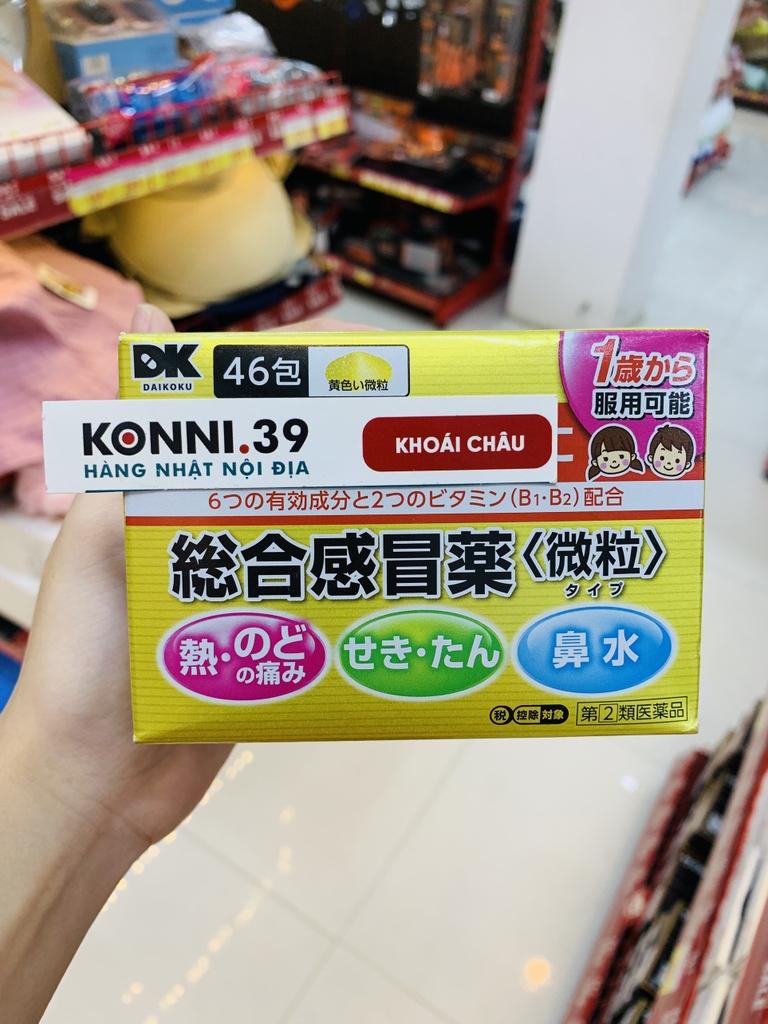 DK
DAIKOKU
46包
黄色い微粒
1歳から
服用可能
KONNI.39
HÀNG NHẬT NỘI ĐỊA
KHOÁI CHÂU
6つの有効成分と2つのビタミン(B1・B2)配合
総合感冒薬〈微粒〉
タイプ
熱・のど
の痛み
せき・たん
鼻水
税 控除 対象
第②類医薬品